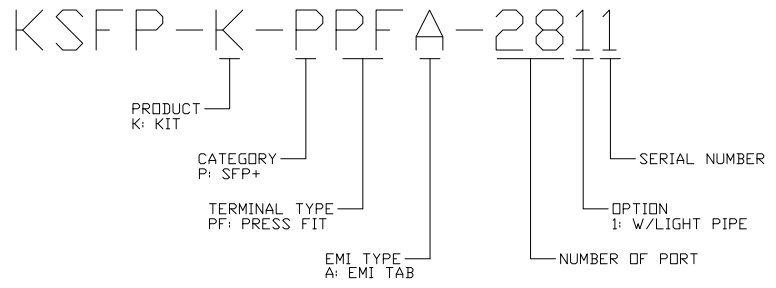 KSFP-K-PPFA-2811
PRODUCT
K: KIT
CATEGORY
P: SFP+
SERIAL NUMBER
TERMINAL TYPE
PF: PRESS FIT
OPTION
1: W/LIGHT PIPE
EMI TYPE
A: EMI TAB
NUMBER OF PORT